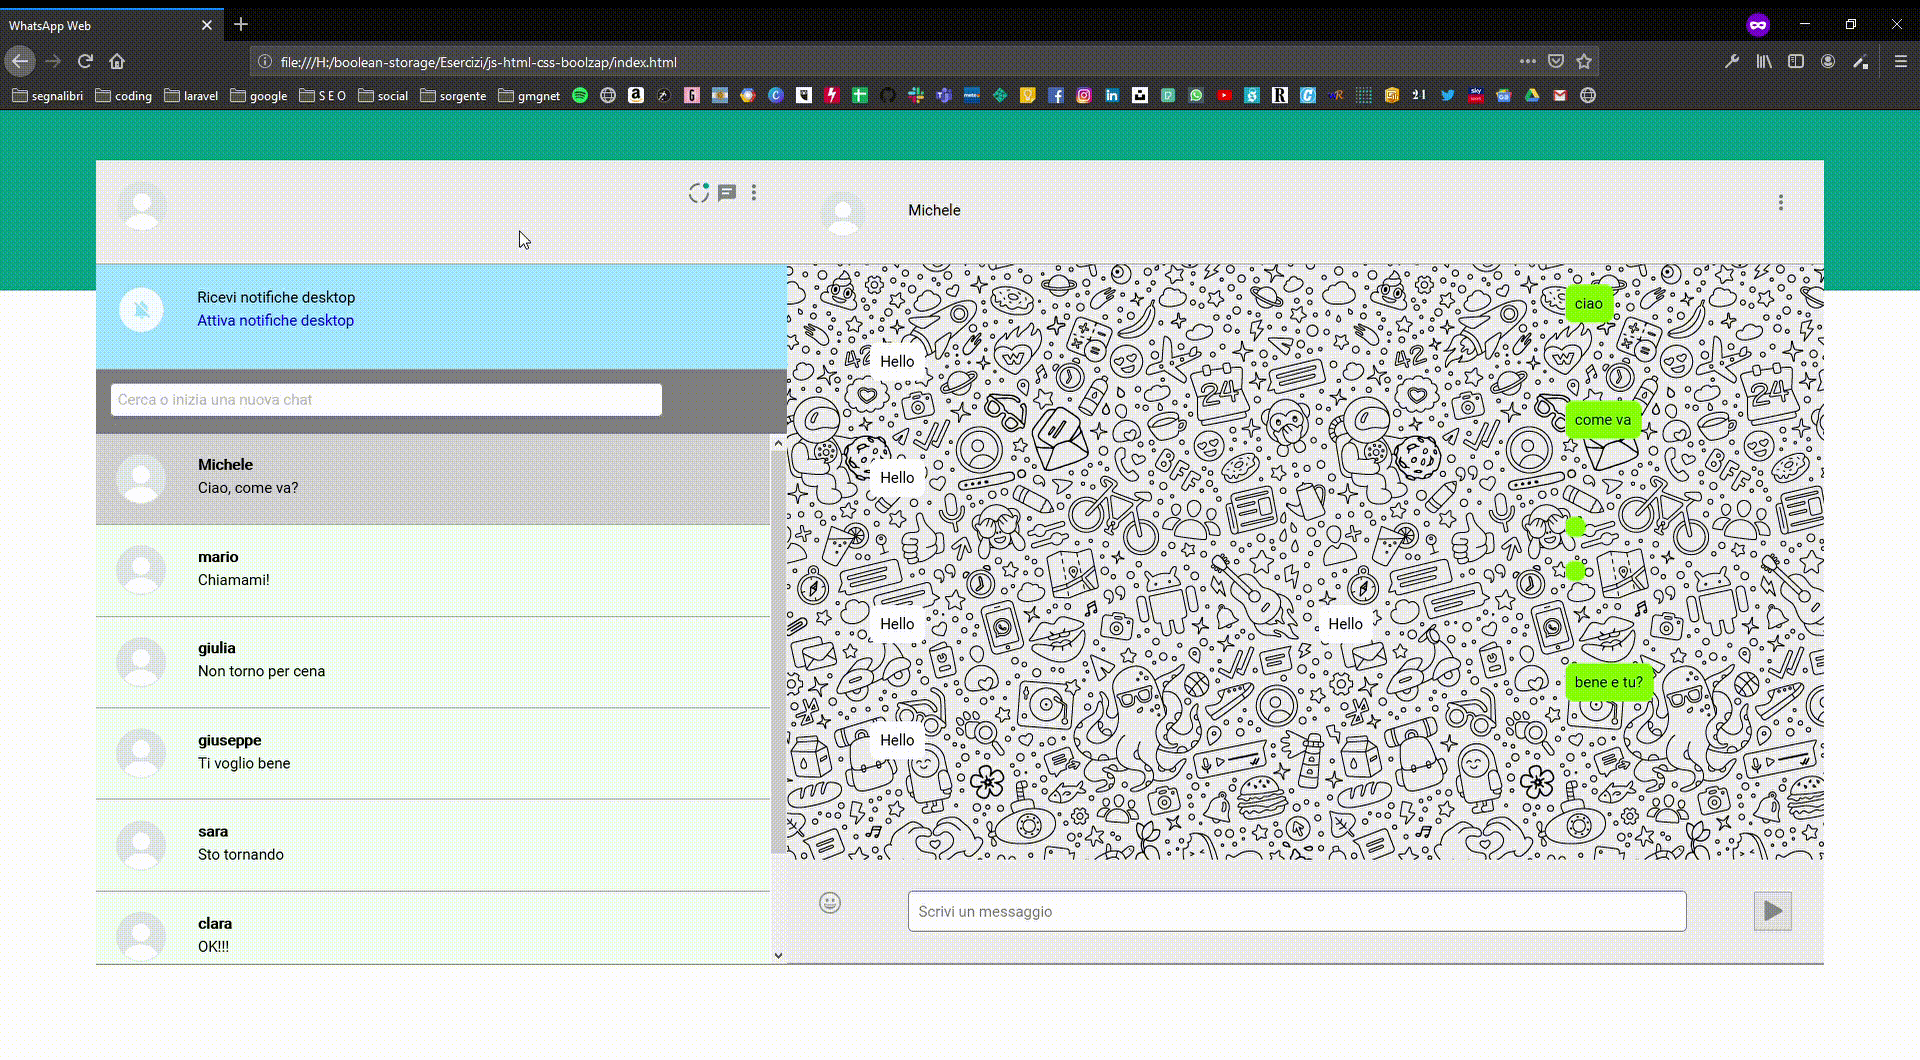 WhatsApp Web
file:///H:/boolean-storage/Esercizi/js-html-css-boolzap/index.html
segnalibri coding laravel google S E O social sorgente gmgnet
Michele
Ricevi notifiche desktop
Attiva notifiche desktop
Cerca o inizia una nuova chat
Michele
Ciao, come va?
mario
Chiamami!
giulia
Non torno per cena
giuseppe
Ti voglio bene
sara
Sto tornando
clara
OK!!!
ciao
Hello
come va
Hello
Hello
Hello
bene e tu?
Hello
Scrivi un messaggio